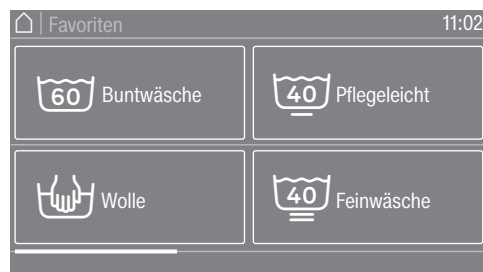 Favoriten 11:02
60 Buntwäsche
40 Pflegeleicht
Wolle
40 Feinwäsche